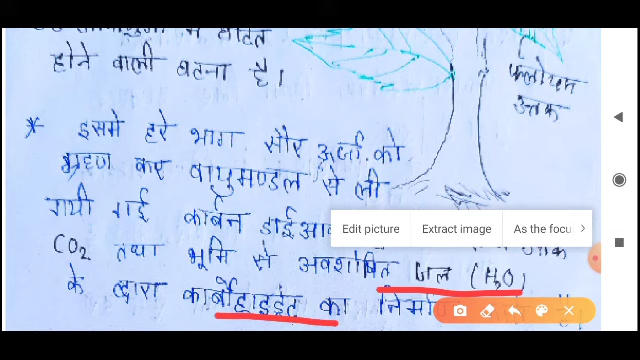 होने वाली घटना है।
फ्लोयम
ऊतक
* इसमे हरे भाग सौर ऊर्जा को
ग्रहण कर वायुमण्डल से ली
गयी गाई कार्बन डाईआ
Edit picture
Extract image
As the focu
CO2 तथा भूमि से अवशोषित जल (H2O)
के द्वारा कार्बोहाइड्रेट का निर्माण है।